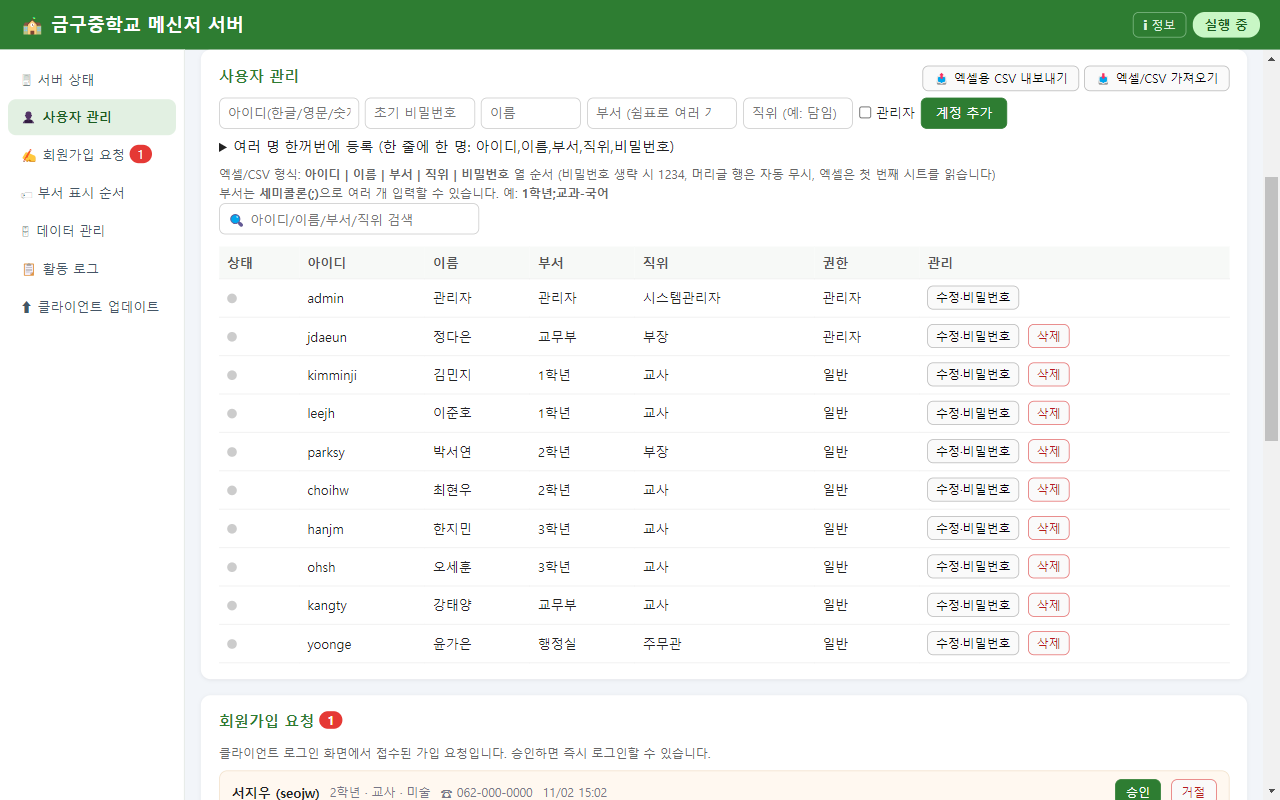 금구중학교 메신저 서버
ℹ 정보 실행 중
서버 상태
사용자 관리
회원가입 요청 1
부서 표시 순서
데이터 관리
활동 로그
클라이언트 업데이트
사용자 관리
엑셀용 CSV 내보내기 엑셀/CSV 가져오기
아이디(한글/영문/숫자 초기 비밀번호 이름 부서 (쉼표로 여러 직위 (예: 담임) 관리자 계정 추가
▶ 여러 명 한꺼번에 등록 (한 줄에 한 명: 아이디,이름,부서,직위,비밀번호)
엑셀/CSV 형식: 아이디 | 이름 | 부서 | 직위 | 비밀번호 열 순서 (비밀번호 생략 시 1234, 머리글 행은 자동 무시, 엑셀은 첫 번째 시트를 읽습니다)
부서는 세미콜론(;)으로 여러 개 입력할 수 있습니다. 예: 1학년;교과-국어
아이디/이름/부서/직위 검색
상태 아이디 이름 부서 직위 권한 관리
admin 관리자 관리자 시스템관리자 관리자 수정·비밀번호
jdaeun 정다은 교무부 부장 관리자 수정·비밀번호 삭제
kimminji 김민지 1학년 교사 일반 수정·비밀번호 삭제
leejh 이준호 1학년 교사 일반 수정·비밀번호 삭제
parksy 박서연 2학년 부장 일반 수정·비밀번호 삭제
choihw 최현우 2학년 교사 일반 수정·비밀번호 삭제
hanjm 한지민 3학년 교사 일반 수정·비밀번호 삭제
ohsh 오세훈 3학년 교사 일반 수정·비밀번호 삭제
kangty 강태양 교무부 교사 일반 수정·비밀번호 삭제
yoonge 윤가은 행정실 주무관 일반 수정·비밀번호 삭제
회원가입 요청 1
클라이언트 로그인 화면에서 접수된 가입 요청입니다. 승인하면 즉시 로그인할 수 있습니다.
서지우 (seojw) 2학년 · 교사 · 미술 ☎ 062-000-0000 11/02 15:02 승인 거절